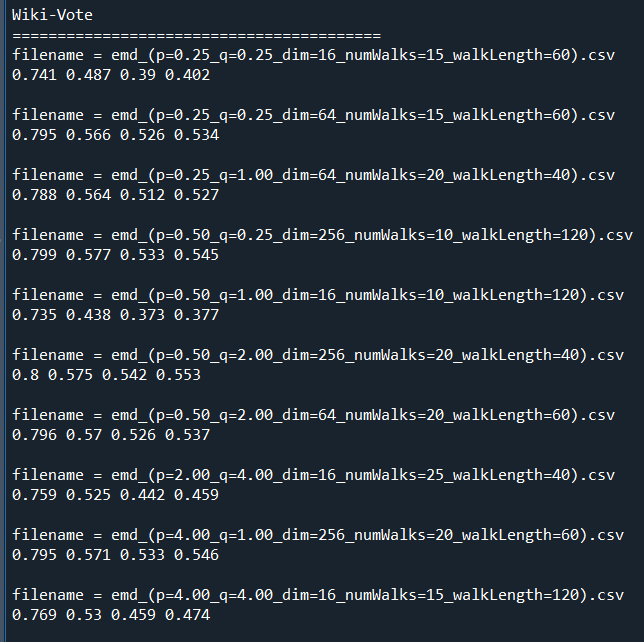 Wiki-Vote
=========================================
filename = emd_(p=0.25_q=0.25_dim=16_numWalks=15_walkLength=60).csv
0.741 0.487 0.39 0.402
filename = emd_(p=0.25_q=0.25_dim=64_numWalks=15_walkLength=60).csv
0.795 0.566 0.526 0.534
filename = emd_(p=0.25_q=1.00_dim=64_numWalks=20_walkLength=40).csv
0.788 0.564 0.512 0.527
filename = emd_(p=0.50_q=0.25_dim=256_numWalks=10_walkLength=120).csv
0.799 0.577 0.533 0.545
filename = emd_(p=0.50_q=1.00_dim=16_numWalks=10_walkLength=120).csv
0.735 0.438 0.373 0.377
filename = emd_(p=0.50_q=2.00_dim=256_numWalks=20_walkLength=40).csv
0.8 0.575 0.542 0.553
filename = emd_(p=0.50_q=2.00_dim=64_numWalks=20_walkLength=60).csv
0.796 0.57 0.526 0.537
filename = emd_(p=2.00_q=4.00_dim=16_numWalks=25_walkLength=40).csv
0.759 0.525 0.442 0.459
filename = emd_(p=4.00_q=1.00_dim=256_numWalks=20_walkLength=60).csv
0.795 0.571 0.533 0.546
filename = emd_(p=4.00_q=4.00_dim=16_numWalks=15_walkLength=120).csv
0.769 0.53 0.459 0.474